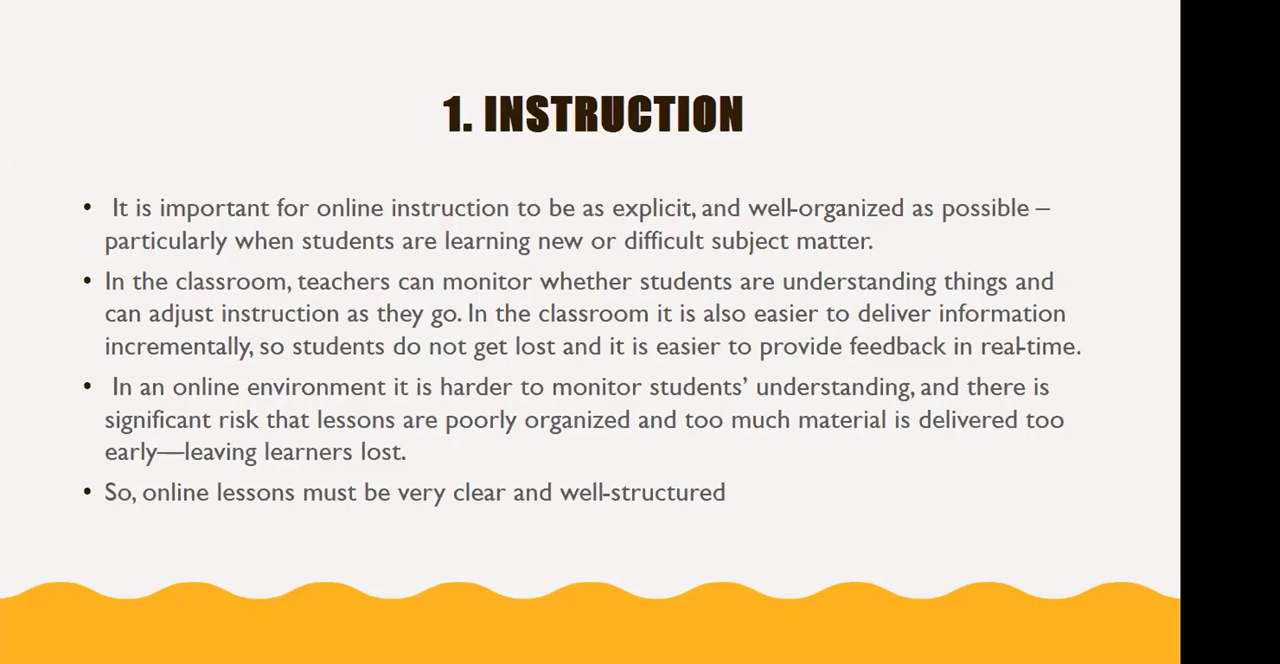 1. INSTRUCTION
• It is important for online instruction to be as explicit, and well-organized as possible –
particularly when students are learning new or difficult subject matter.
• In the classroom, teachers can monitor whether students are understanding things and
can adjust instruction as they go. In the classroom it is also easier to deliver information
incrementally, so students do not get lost and it is easier to provide feedback in real-time.
• In an online environment it is harder to monitor students’ understanding, and there is
significant risk that lessons are poorly organized and too much material is delivered too
early—leaving learners lost.
• So, online lessons must be very clear and well-structured